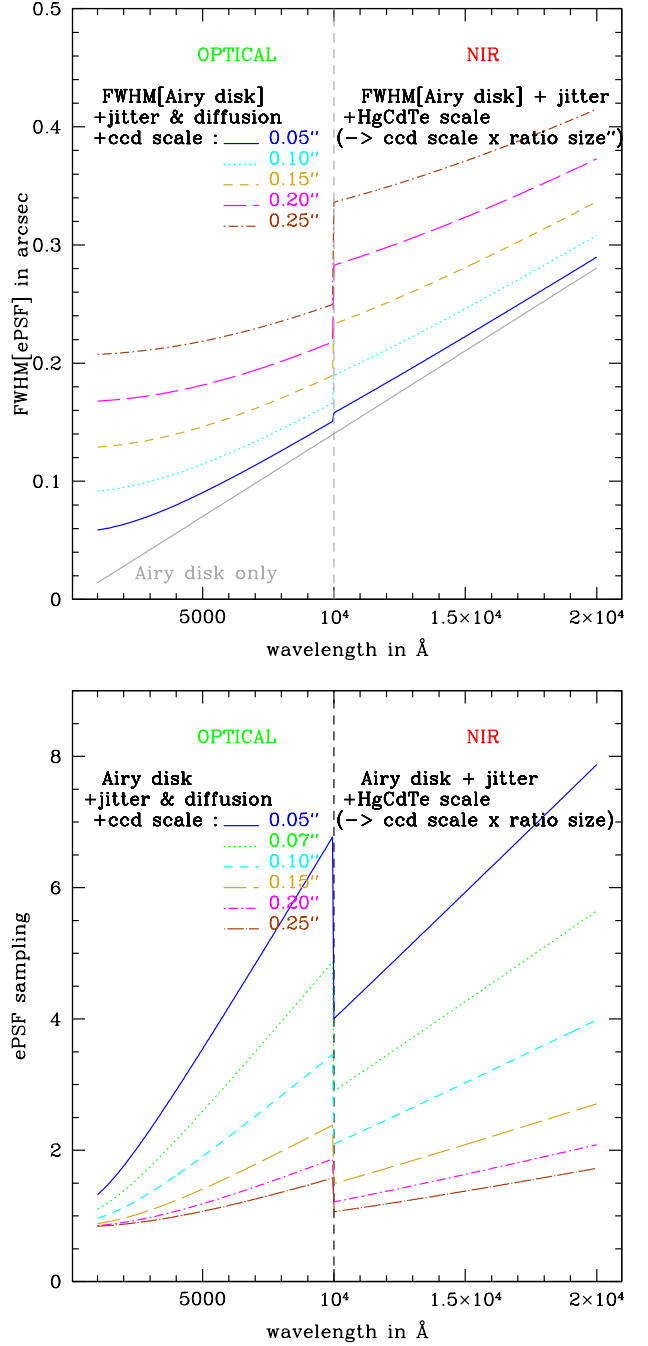 0.5
OPTICAL NIR
FWHM[Airy disk] FWHM[Airy disk] + jitter
+jitter & diffusion +HgCdTe scale
+ccd scale : 0.05" (-> ccd scale x ratio size")
0.4
0.10"
0.15"
0.20"
0.25"
0.3
FWHM[ePSF] in arcsec
0.2
0.1
Airy disk only
0
5000 10⁴ 1.5×10⁴ 2×10⁴
wavelength in Å
OPTICAL NIR
8
Airy disk Airy disk + jitter
+jitter & diffusion +HgCdTe scale
+ccd scale : 0.05" (-> ccd scale x ratio size)
0.07"
0.10"
0.15"
6
0.20"
0.25"
ePSF sampling
4
2
0
5000 10⁴ 1.5×10⁴ 2×10⁴
wavelength in Å